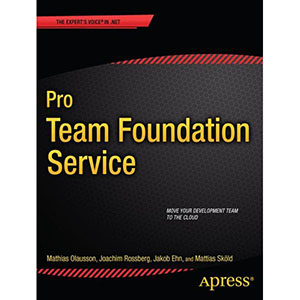 THE EXPERT'S VOICE® IN .NET
Pro
Team Foundation
Service
MOVE YOUR DEVELOPMENT TEAM
TO THE CLOUD
Mathias Olausson, Joachim Rossberg, Jakob Ehn, and Mattias Sköld
Apress®